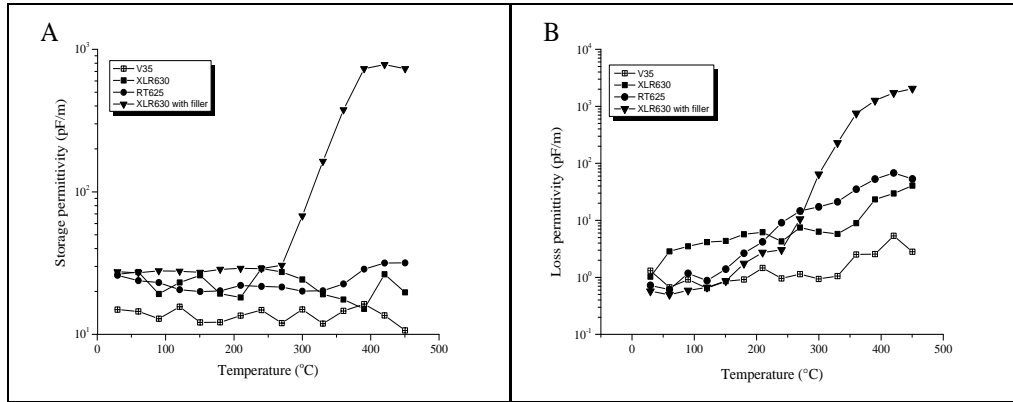 A
V35
XLR630
RT625
XLR630 with filler
10³
10²
10¹
Storage permittivity (pF/m)
0 100 200 300 400 500
Temperature (°C)
B
V35
XLR630
RT625
XLR630 with filler
10⁴
10³
10²
10¹
10⁰
10⁻¹
Loss permittivity (pF/m)
0 100 200 300 400 500
Temperature (°C)